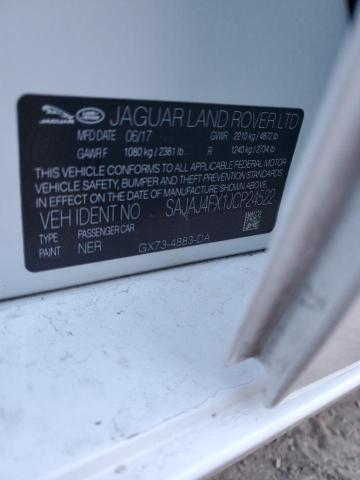 JAGUAR LAND ROVER LTD
JAGUAR
MFD DATE 06/17 GVWR 2210 kg / 4872 lb
GAWR F 1080 kg / 2381 lb R 1240 kg / 2734 lb
THIS VEHICLE CONFORMS TO ALL APPLICABLE FEDERAL MOTOR
VEHICLE SAFETY, BUMPER AND THEFT
IN EFFECT ON THE DATE OF MANUFACTURE SHOWN ABOVE
VEH IDENT NO SAJAJ4FX1JCP24522
TYPE PASSENGER CAR
PAINT NER GX73-4883-DA